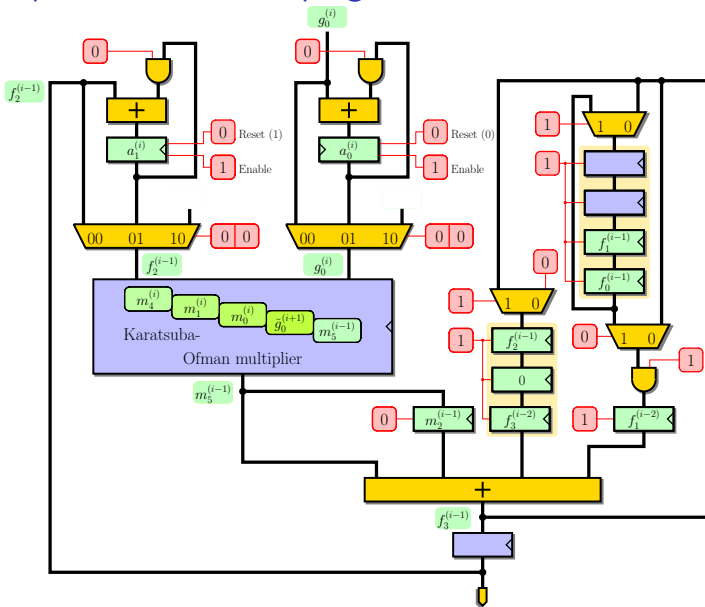 g_0^{(i)}
0
0
f_2^{(i-1)}
+
+
1 0
1
a_1^{(i)}
0 Reset (1)
1 Enable
a_0^{(i)}
0 Reset (0)
1 Enable
1
f_1^{(i-1)}
f_0^{(i-1)}
00 01 10
0 0
00 01 10
0 0
f_2^{(i-1)}
g_0^{(i)}
0
1
1 0
m_4^{(i)}
m_1^{(i)}
m_0^{(i)}
g̃_0^{(i+1)}
m_5^{(i-1)}
Karatsuba-
Ofman multiplier
1
f_2^{(i-1)}
0
f_3^{(i-2)}
0
1 0
1
m_5^{(i-1)}
0
m_2^{(i-1)}
1
f_1^{(i-2)}
+
f_3^{(i-1)}